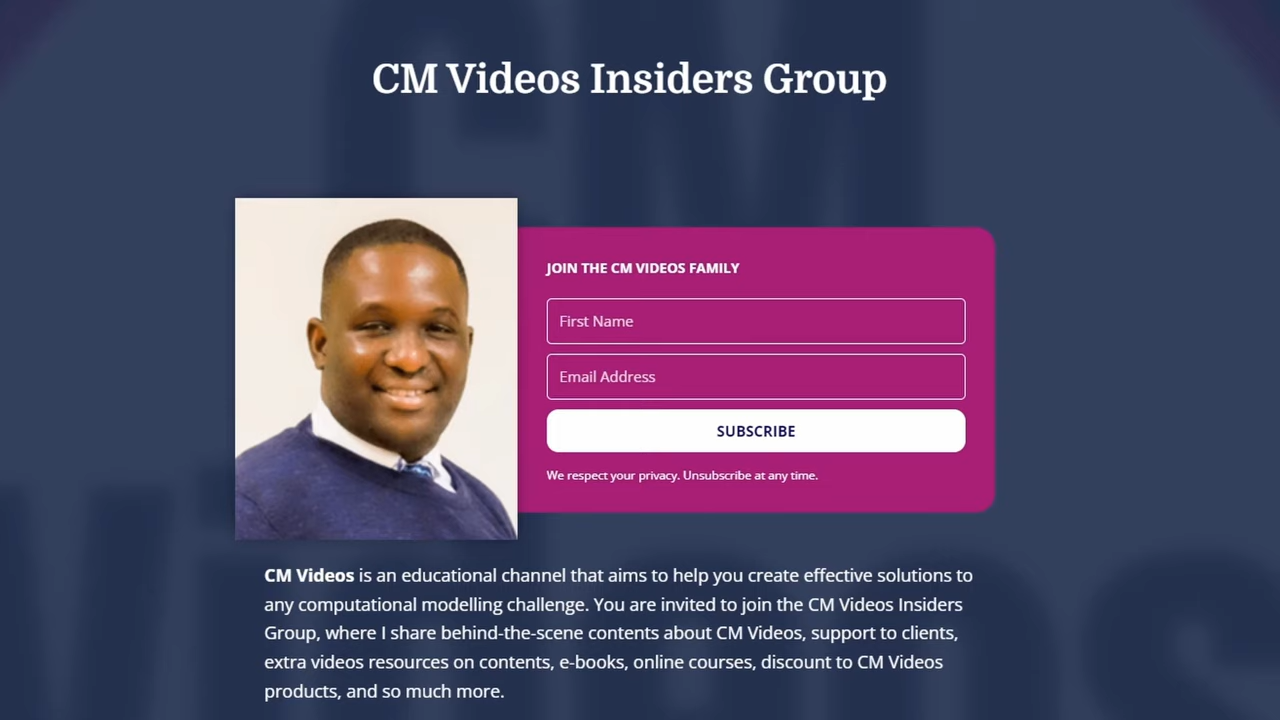 CM Videos Insiders Group
JOIN THE CM VIDEOS FAMILY
First Name
Email Address
SUBSCRIBE
We respect your privacy. Unsubscribe at any time.
CM Videos is an educational channel that aims to help you create effective solutions to
any computational modelling challenge. You are invited to join the CM Videos Insiders
Group, where I share behind-the-scene contents about CM Videos, support to clients,
extra videos resources on contents, e-books, online courses, discount to CM Videos
products, and so much more.